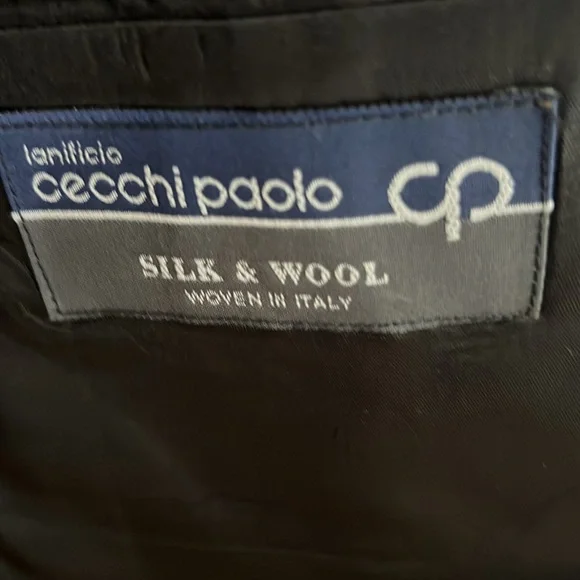 lanificio
cecchi paolo
cp
SILK & WOOL
WOVEN IN ITALY